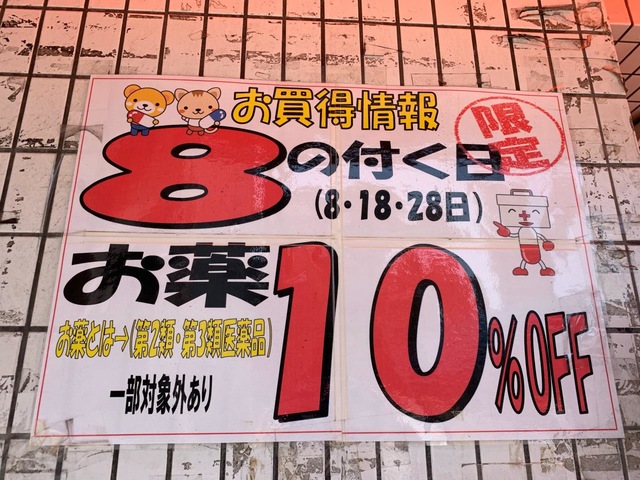 お買得情報
限定
8の付く日
(8・18・28日)
お薬10%OFF
お薬とは→(第2類・第3類医薬品)
一部対象外あり